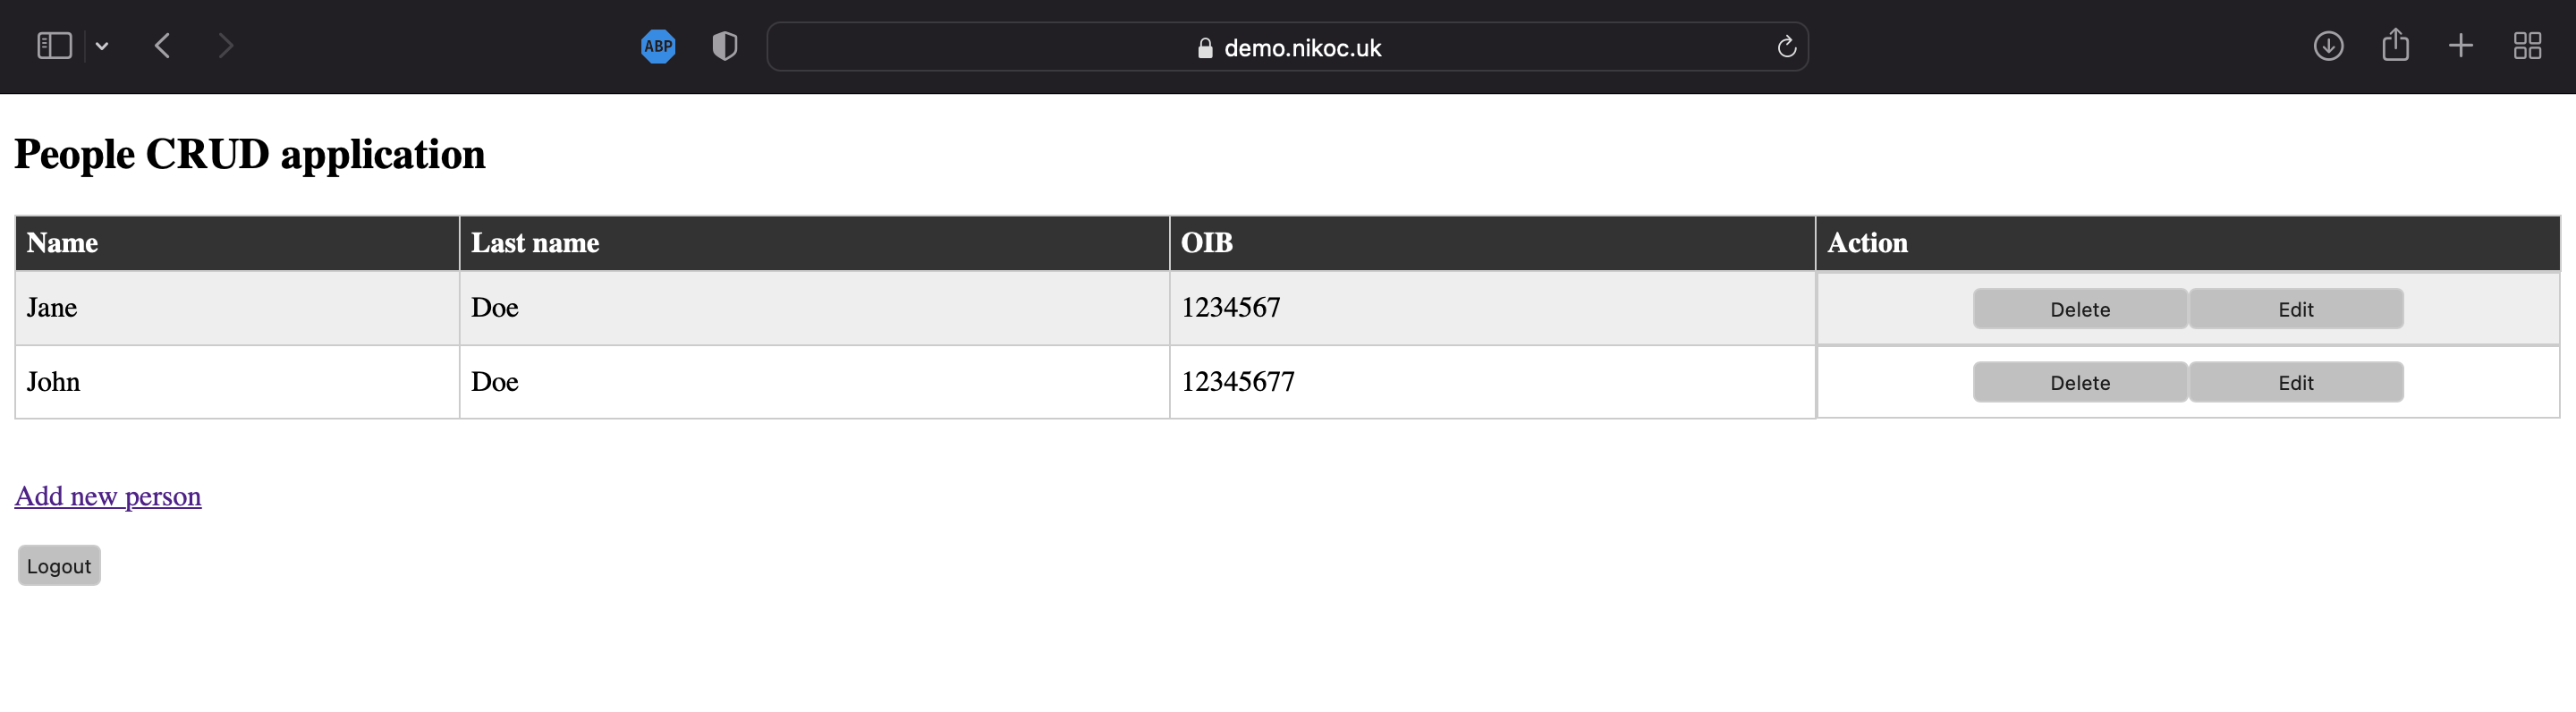 ABP demo.nikoc.uk
People CRUD application
Name Last name OIB Action
Jane Doe 1234567 Delete Edit
John Doe 12345677 Delete Edit
Add new person
Logout